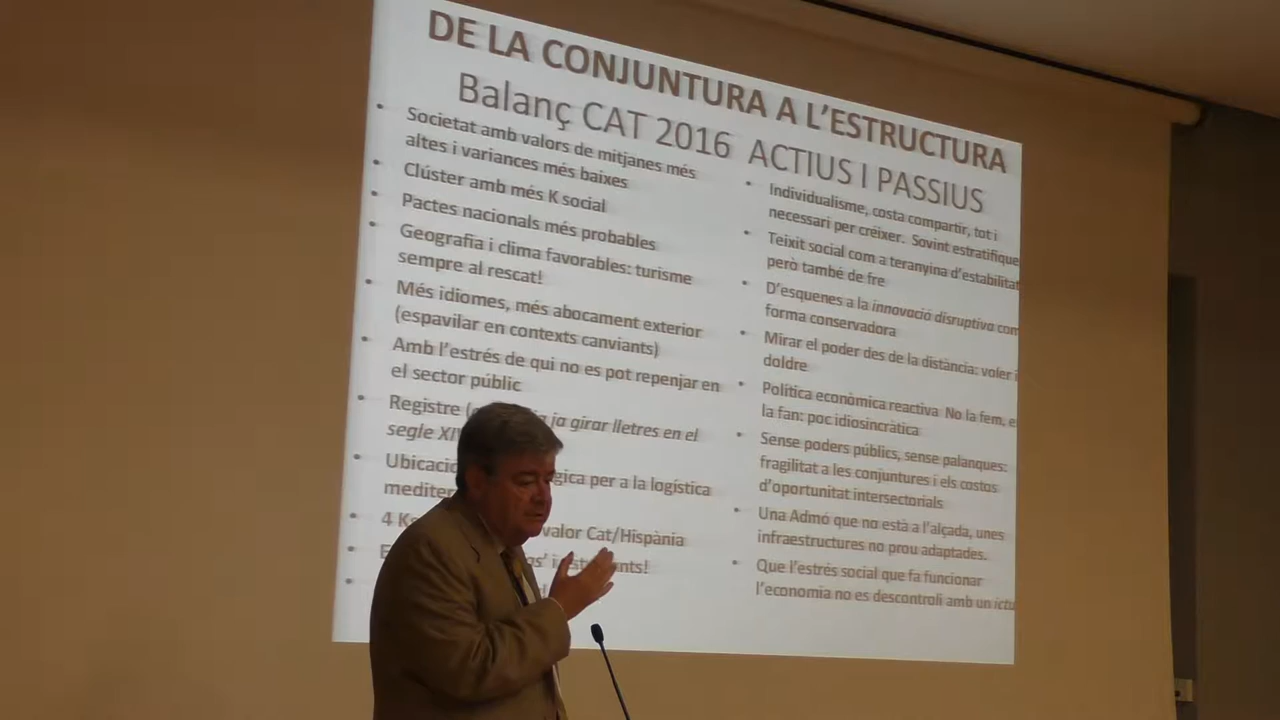 DE LA CONJUNTURA A L'ESTRUCTURA
Balanç CAT 2016 ACTIUS I PASSIUS
• Societat amb valors de mitjanes més
altes i variances més baixes
• Clúster amb més K social
• Pactes nacionals més probables
• Geografia i clima favorables: turisme
sempre al rescat!
• Més idiomes, més abocament exterior
(espavilar en contexts canviants)
• Amb l'estrés de qui no es pot repenjar en
el sector públic
• Registre ( ja girar lletres en el
segle
• per a la logística
• 4 valor Cat/Hispània
•
•
• Individualisme, costa compartir, tot i
necessari per créixer. Sovint estratifique
• Teixit social com a teranyina d'estabilitat
però també de fre
• D'esquenes a la innovació disruptiva com
forma conservadora
• Mirar el poder des de la distància: voler i
doldre
• Política econòmica reactiva No la fem, e
la fan: poc idiosincràtica
• Sense poders públics, sense palanques:
fragilitat a les conjuntures i els costos
d'oportunitat intersectorials
• Una Admó que no està a l'alçada, unes
infraestructures no prou adaptades.
• Que l'estrés social que fa funcionar
l'economia no es descontroli amb un ictu